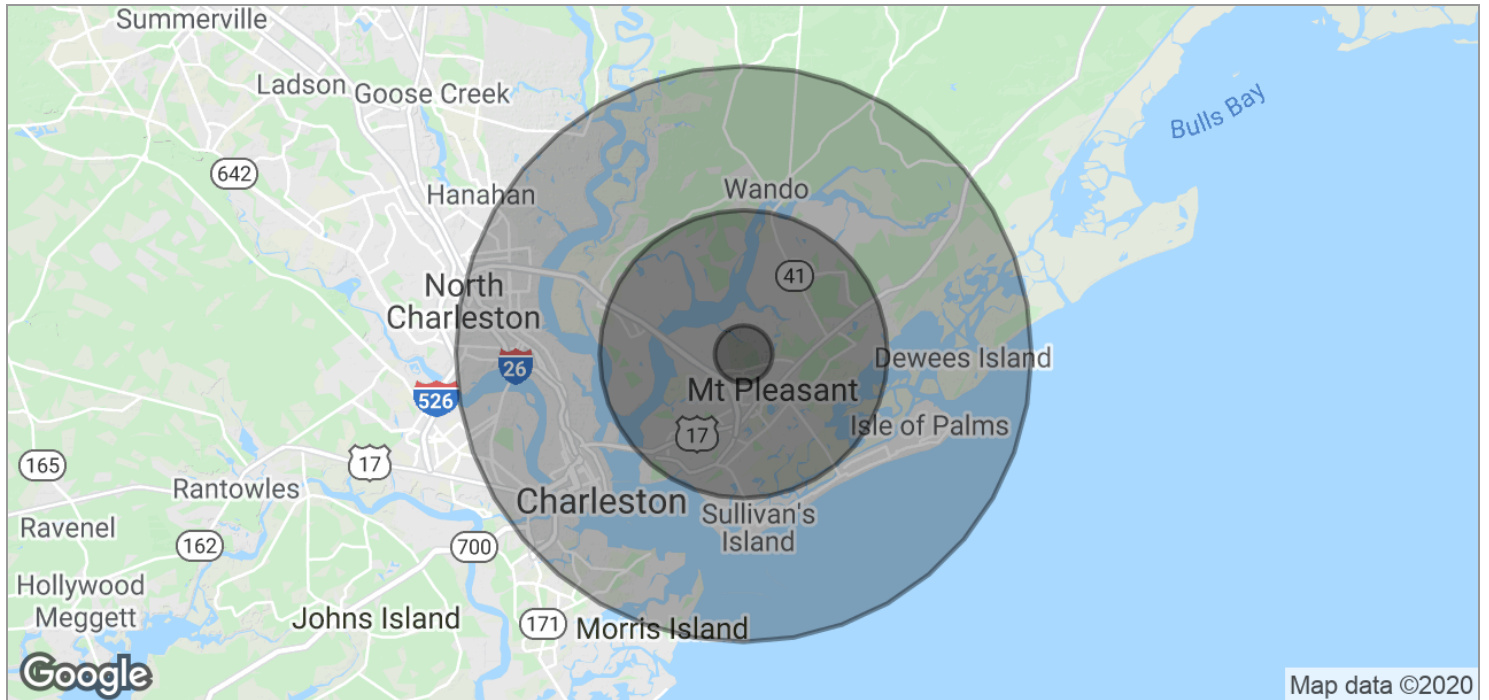 Summerville
Ladson
Goose Creek
Bulls Bay
642
Hanahan
Wando
North
Charleston
41
26
Dewees Island
526
Mt Pleasant
17
Isle of Palms
165
17
Rantowles
Charleston
Sullivan's
Island
Ravenel
162
700
Hollywood
Meggett
Johns Island
171
Morris Island
Google
Map data ©2020